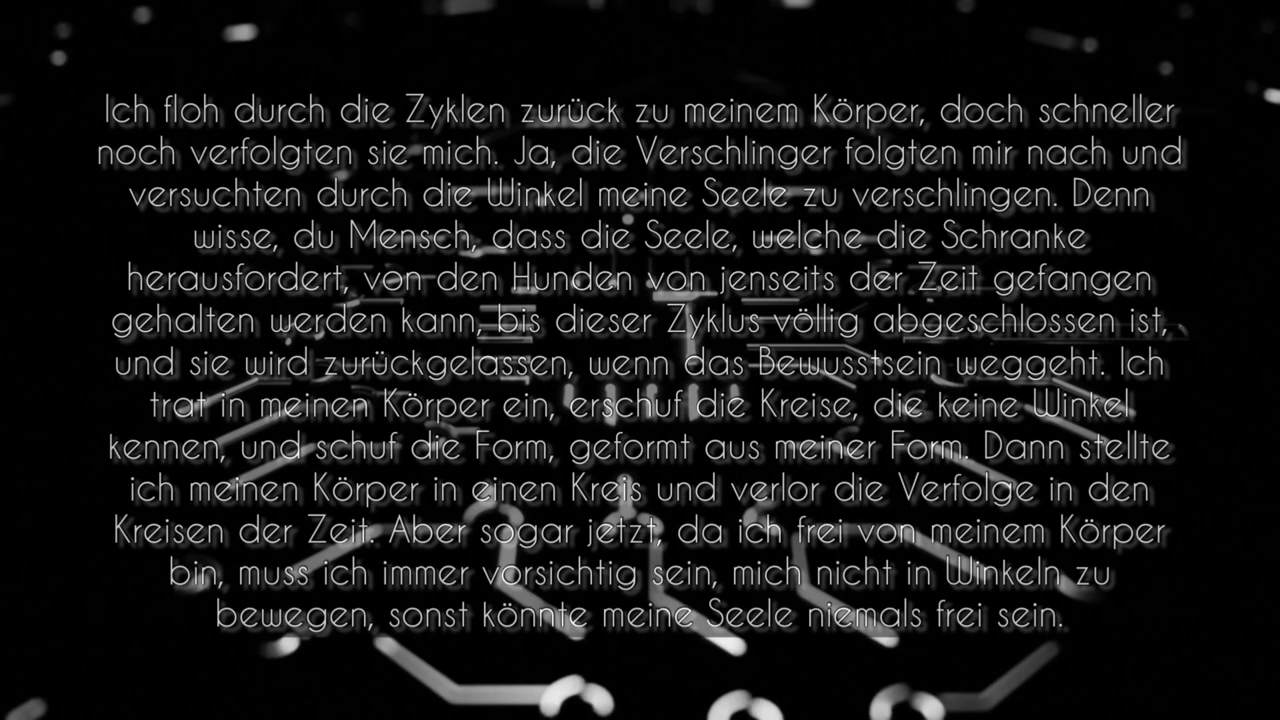 Ich floh durch die Zyklen zurück zu meinem Körper, doch schneller
noch verfolgten sie mich. Ja, die Verschlinger folgten mir nach und
versuchten durch die Winkel meine Seele zu verschlingen. Denn
wisse, du Mensch, dass die Seele, welche die Schranke
herausfordert, von den Hunden von jenseits der Zeit gefangen
gehalten werden kann, bis dieser Zyklus völlig abgeschlossen ist,
und sie wird zurückgelassen, wenn das Bewusstsein weggeht. Ich
trat in meinen Körper ein, erschuf die Kreise, die keine Winkel
kennen, und schuf die Form, geformt aus meiner Form. Dann stellte
ich meinen Körper in einen Kreis und verlor die Verfolge in den
Kreisen der Zeit. Aber sogar jetzt, da ich frei von meinem Körper
bin, muss ich immer vorsichtig sein, mich nicht in Winkeln zu
bewegen, sonst könnte meine Seele niemals frei sein.